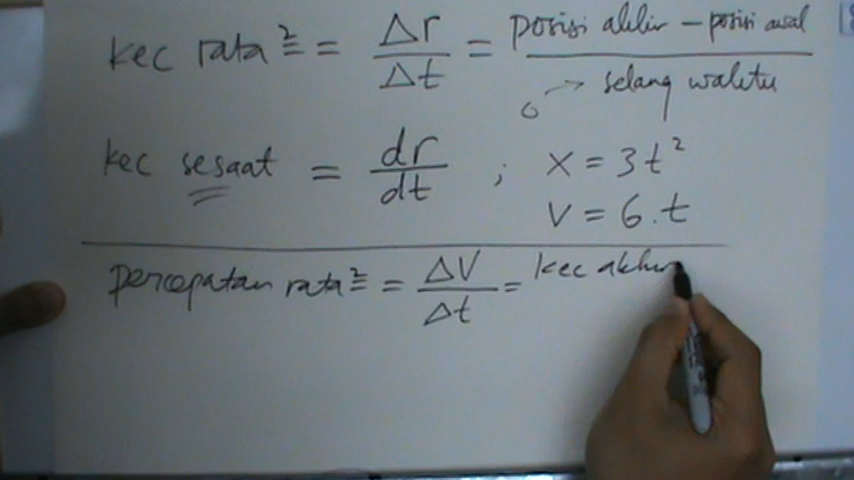 kec rata² = Δr/Δt = posisi akhir – posisi awal / selang waktu
0 →
kec sesaat = dr/dt ; x = 3t²
v = 6.t
percepatan rata² = ΔV/Δt = kec akhir